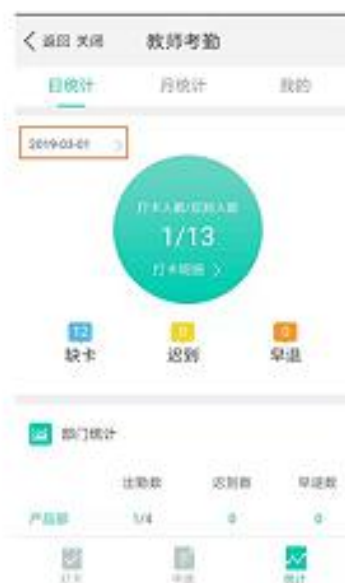 返回 关闭 教师考勤
日统计 月统计 我的
2019-03-01
打卡人数/应到人数
1/13
打卡明细
12 0 0
缺卡 迟到 早退
部门统计
出勤数 迟到数 早退数
产品部 1/4 0 0
打卡 申请 统计